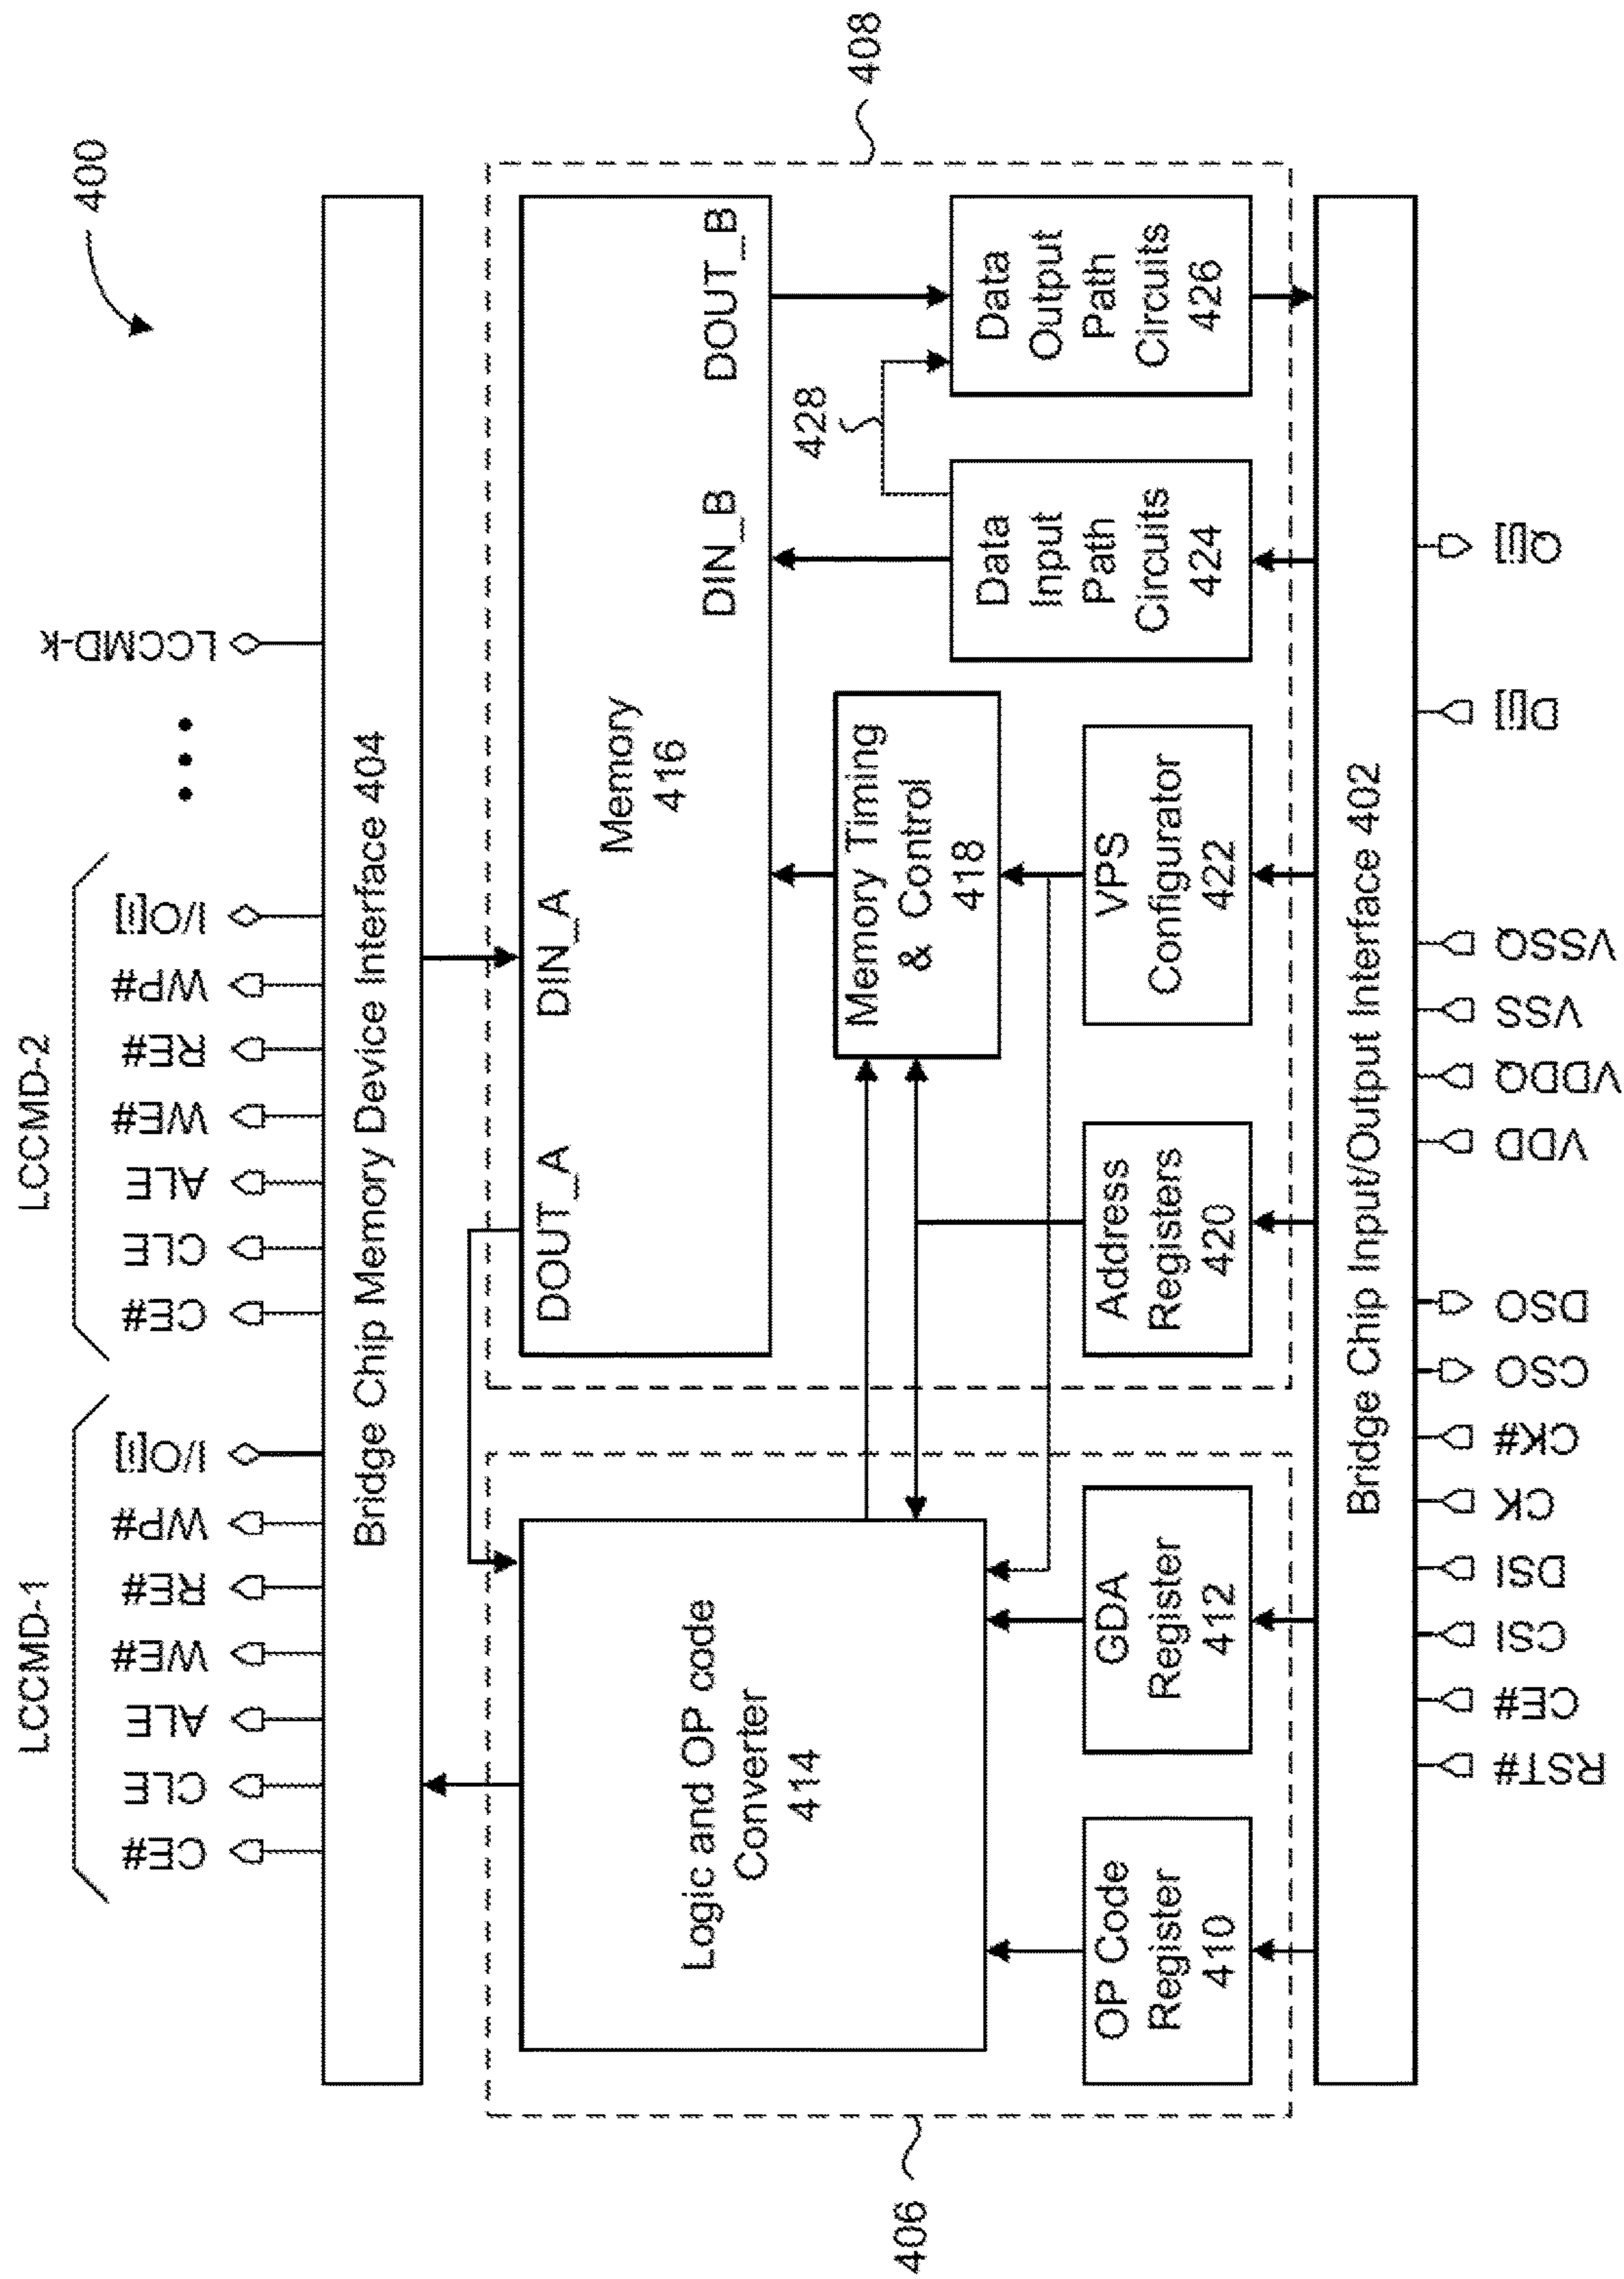 400
LCCMD-1
LCCMD-2
CE#
CLE
ALE
WE#
RE#
WP#
I/O[i]
CE#
CLE
ALE
WE#
RE#
WP#
I/O[i]
LCCMD-k
Bridge Chip Memory Device Interface 404
406
408
Logic and OP code
Converter
414
DOUT_A
DIN_A
Memory
416
DIN_B
DOUT_B
Memory Timing
& Control
418
428
OP Code
Register
410
GDA
Register
412
Address
Registers
420
VPS
Configurator
422
Data
Input
Path
Circuits
424
Data
Output
Path
Circuits
426
Bridge Chip Input/Output Interface 402
RST#
CE#
CSI
DSI
CK
CK#
CSO
DSO
VDD
VDDQ
VSS
VSSQ
D[j]
Q[j]